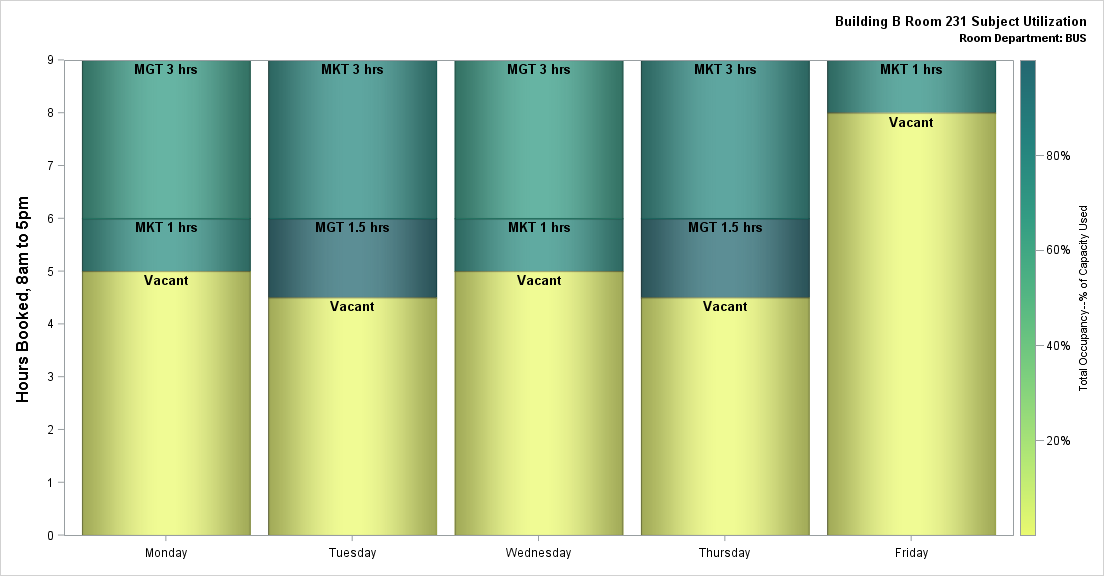 Building B Room 231 Subject Utilization
Room Department: BUS
Hours Booked, 8am to 5pm
9
8
7
6
5
4
3
2
1
0
MGT 3 hrs
MKT 1 hrs
Vacant
MKT 3 hrs
MGT 1.5 hrs
Vacant
MGT 3 hrs
MKT 1 hrs
Vacant
MKT 3 hrs
MGT 1.5 hrs
Vacant
MKT 1 hrs
Vacant
Monday
Tuesday
Wednesday
Thursday
Friday
80%
60%
40%
20%
Total Occupancy--% of Capacity Used